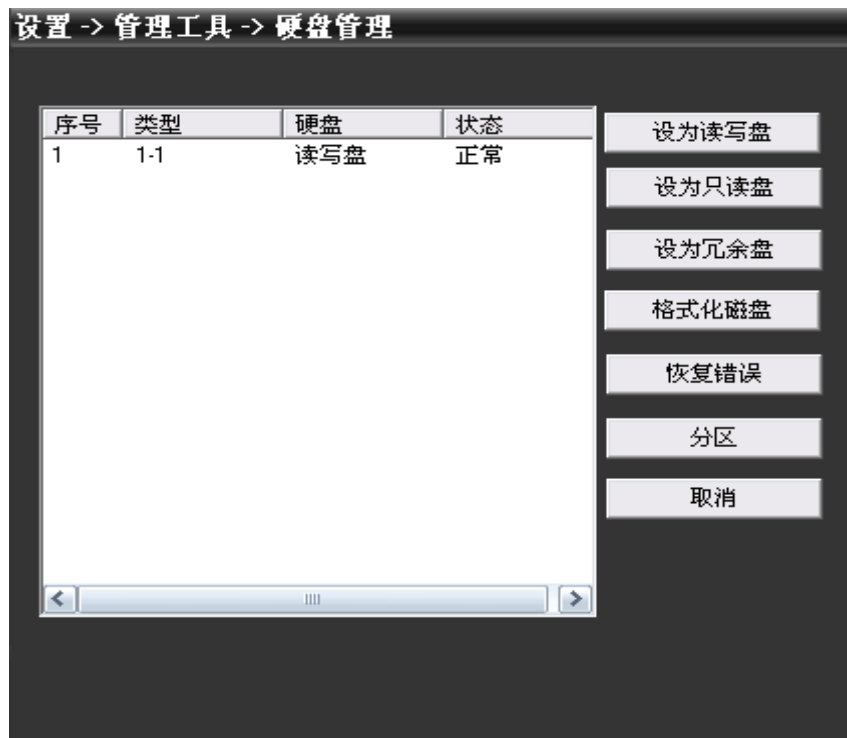 设置 -> 管理工具 -> 硬盘管理
序号 类型 硬盘 状态
1 1-1 读写盘 正常
设为读写盘
设为只读盘
设为冗余盘
格式化磁盘
恢复错误
分区
取消